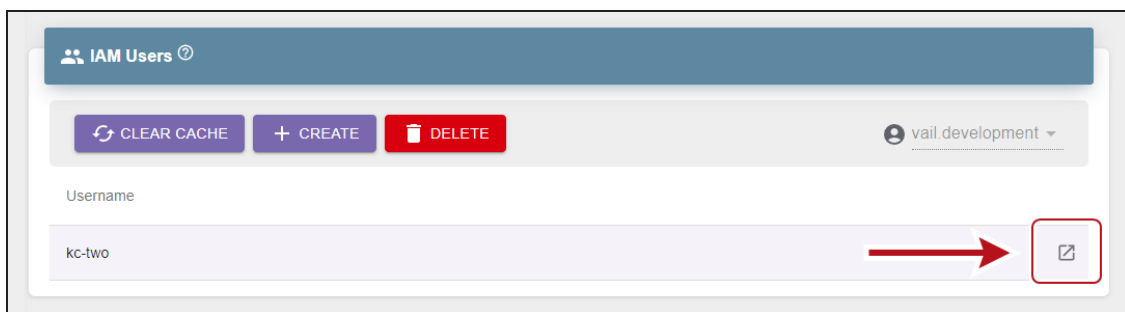 IAM Users
CLEAR CACHE
CREATE
DELETE
vail.development
Username
kc-two